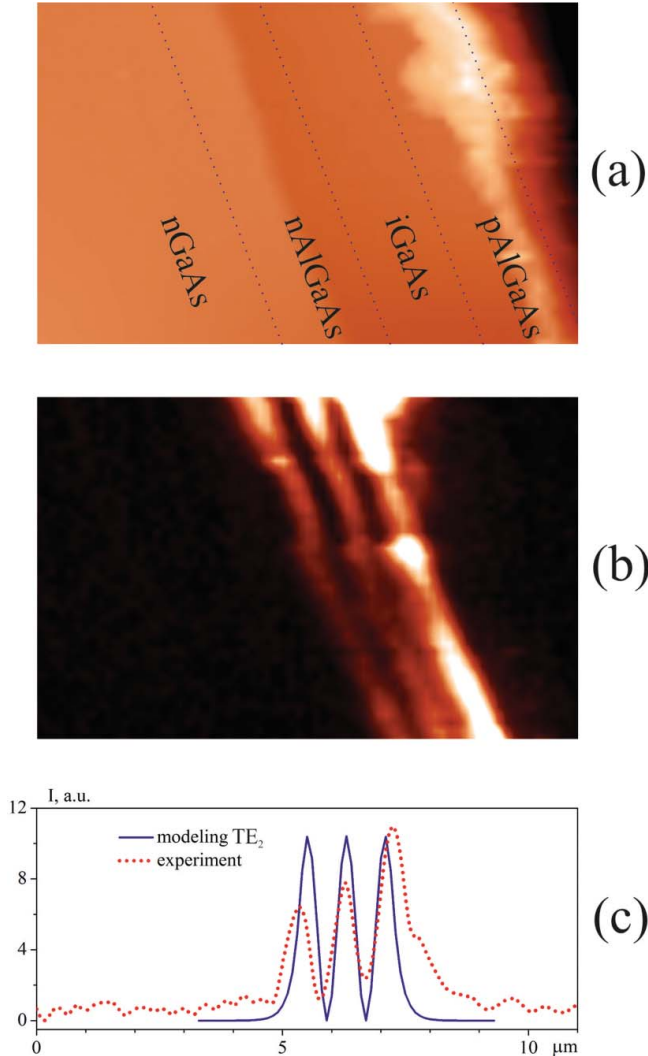 (a)
nGaAs
nAlGaAs
iGaAs
pAlGaAs
(b)
I, a.u.
12
8
4
0
modeling TE₂
experiment
(c)
0
5
10
µm